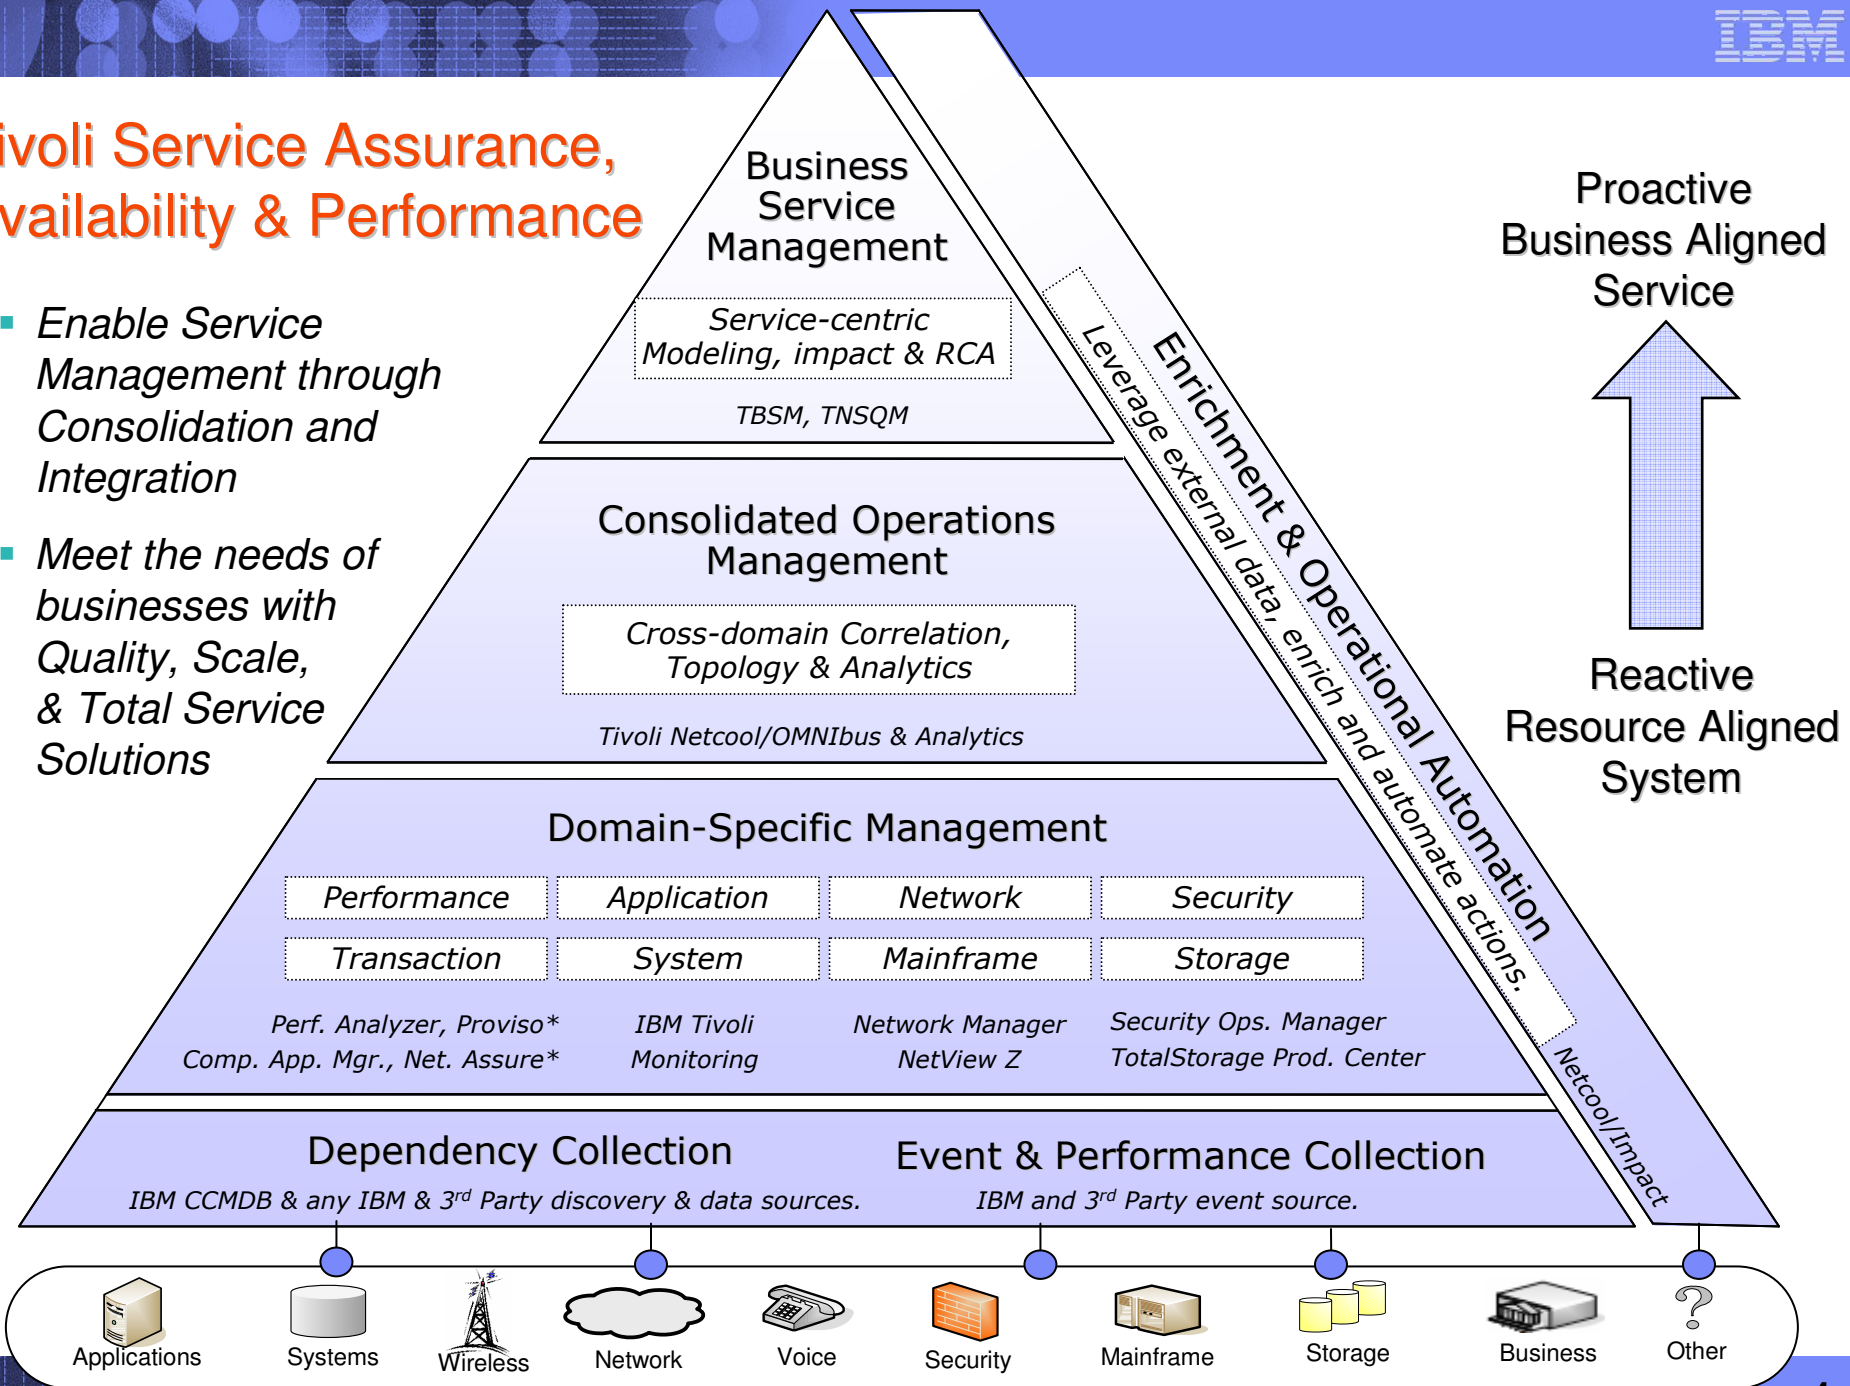 IBM
ivoli Service Assurance,
vailability & Performance
Enable Service
Management through
Consolidation and
Integration
Meet the needs of
businesses with
Quality, Scale,
& Total Service
Solutions
Business
Service
Management
Service-centric
Modeling, impact & RCA
TBSM, TNSQM
Consolidated Operations
Management
Cross-domain Correlation,
Topology & Analytics
Tivoli Netcool/OMNIbus & Analytics
Domain-Specific Management
Performance
Application
Network
Security
Transaction
System
Mainframe
Storage
Perf. Analyzer, Proviso*
Comp. App. Mgr., Net. Assure*
IBM Tivoli
Monitoring
Network Manager
NetView Z
Security Ops. Manager
TotalStorage Prod. Center
Dependency Collection
IBM CCMDB & any IBM & 3rd Party discovery & data sources.
Event & Performance Collection
IBM and 3rd Party event source.
Enrichment & Operational Automation
Leverage external data, enrich and automate actions.
Netcool/Impact
Proactive
Business Aligned
Service
Reactive
Resource Aligned
System
Applications
Systems
Wireless
Network
Voice
Security
Mainframe
Storage
Business
?
Other